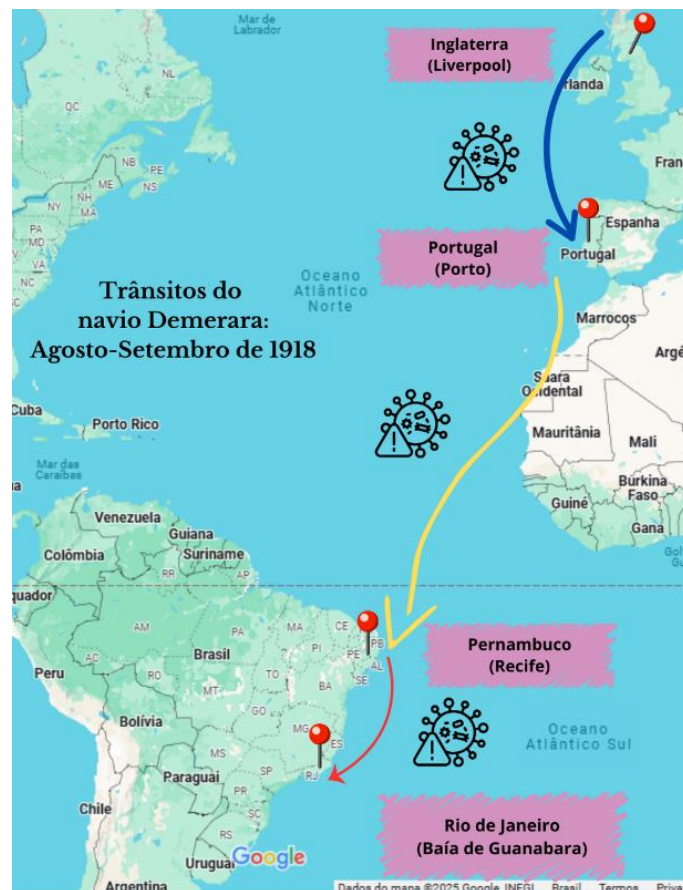 Mar de
Labrador
Inglaterra
(Liverpool)
rlanda
NL
QC
NB
PE
ME
NS
NH
NY
MA
PA
MD
VA
NC
SC
Fran
Espanha
Portugal
Portugal
(Porto)
Oceano
Atlântico
Norte
Trânsitos do
navio Demerara:
Agosto-Setembro de 1918
Marrocos
Argé
Saara
Ocidental
Cuba
Porto Rico
Mauritânia
Mali
Mar das
Caraíbas
Burkina
Faso
Guiné
Gana
Venezuela
Guiana
Suriname
Colômbia
RR
AP
quador
AM
PA
MA
CE
PB
PI
PE
AL
SE
AC
RO
Brasil
TO
BA
MT
Peru
Pernambuco
(Recife)
GO
Bolívia
MG
ES
MS
SP
RJ
Oceano
Atlântico Sul
Paraguai
PR
SC
Chile
RS
Rio de Janeiro
(Baía de Guanabara)
Uruguai
Google
Argentina
Dados do mapa ©2025 Google, INEGI Brasil Termos Priva